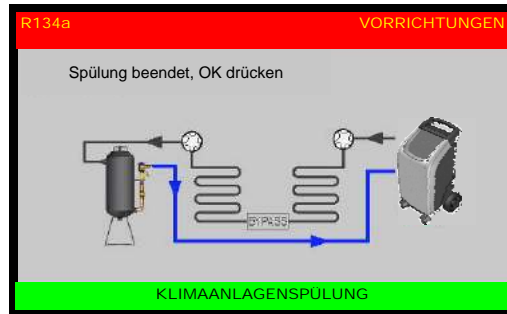 R134a VORRICHTUNGEN
Spülung beendet, OK drücken
BYPASS
KLIMAANLAGENSPÜLUNG